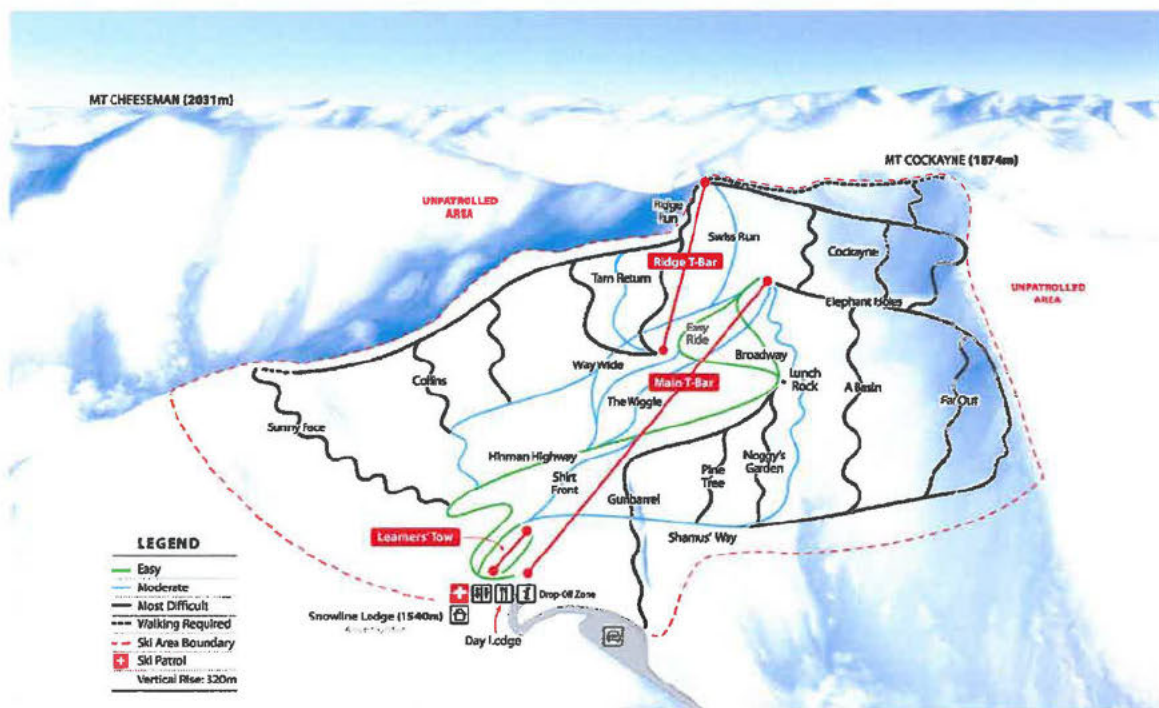 MT CHEESEMAN (2031m)
MT COCKAYNE (1874m)
UNPATROLLED
AREA
Ridge
Run
Swiss Run
Cockayne
Tarn Return
Ridge T-Bar
UNPATROLLED
AREA
Elephant Holes
Easy
Ride
Broadway
Way Wide
Lunch
Rock
Collins
Main T-Bar
A Basin
Far Out
The Wiggle
Sunny Face
Hinman Highway
Shirt
Front
Pine
Tree
Noggy's
Garden
Gunbarrel
Shamus' Way
Learners' Tow
LEGEND
Easy
Moderate
Most Difficult
Walking Required
Ski Area Boundary
Ski Patrol
Vertical Rise: 320m
Drop-Off Zone
Snowline Lodge (1540m)
Day Lodge